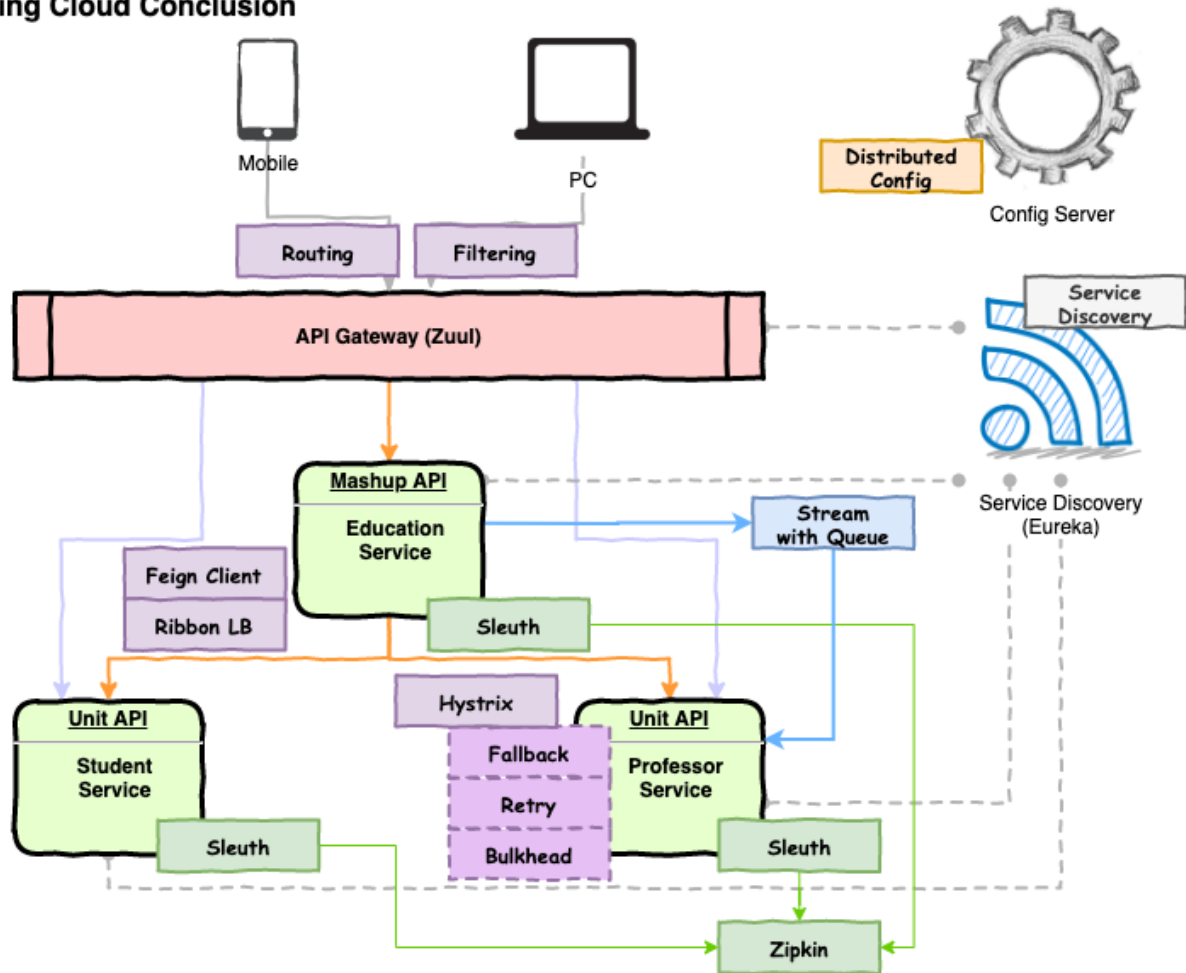 ing Cloud Conclusion
Mobile
PC
Distributed
Config
Config Server
Routing
Filtering
API Gateway (Zuul)
Service
Discovery
Service Discovery
(Eureka)
Mashup API
Education
Service
Stream
with Queue
Feign Client
Ribbon LB
Sleuth
Hystrix
Unit API
Student
Service
Unit API
Professor
Service
Fallback
Retry
Bulkhead
Sleuth
Sleuth
Zipkin